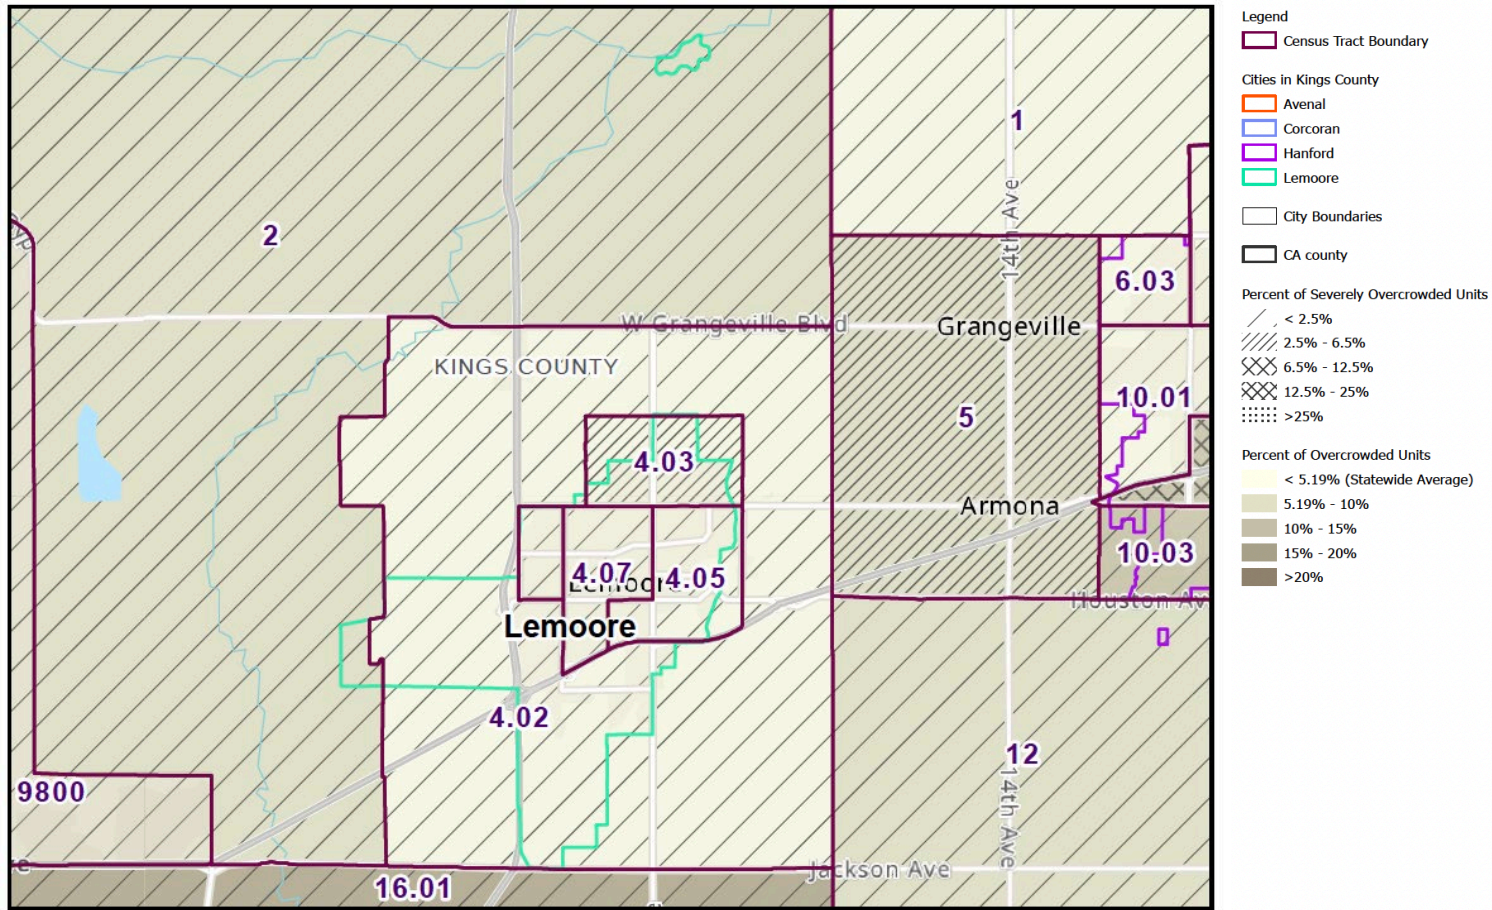 1
14th Ave
2
6.03
W Grangeville Blvd
Grangeville
KINGS COUNTY
10.01
5
4.03
Armona
10.03
4.07
4.05
Lemoore
Houston Av
Lemoore
4.02
12
14th Ave
9800
Jackson Ave
16.01
Legend
Census Tract Boundary
Cities in Kings County
Avenal
Corcoran
Hanford
Lemoore
City Boundaries
CA county
Percent of Severely Overcrowded Units
< 2.5%
2.5% - 6.5%
6.5% - 12.5%
12.5% - 25%
>25%
Percent of Overcrowded Units
< 5.19% (Statewide Average)
5.19% - 10%
10% - 15%
15% - 20%
>20%